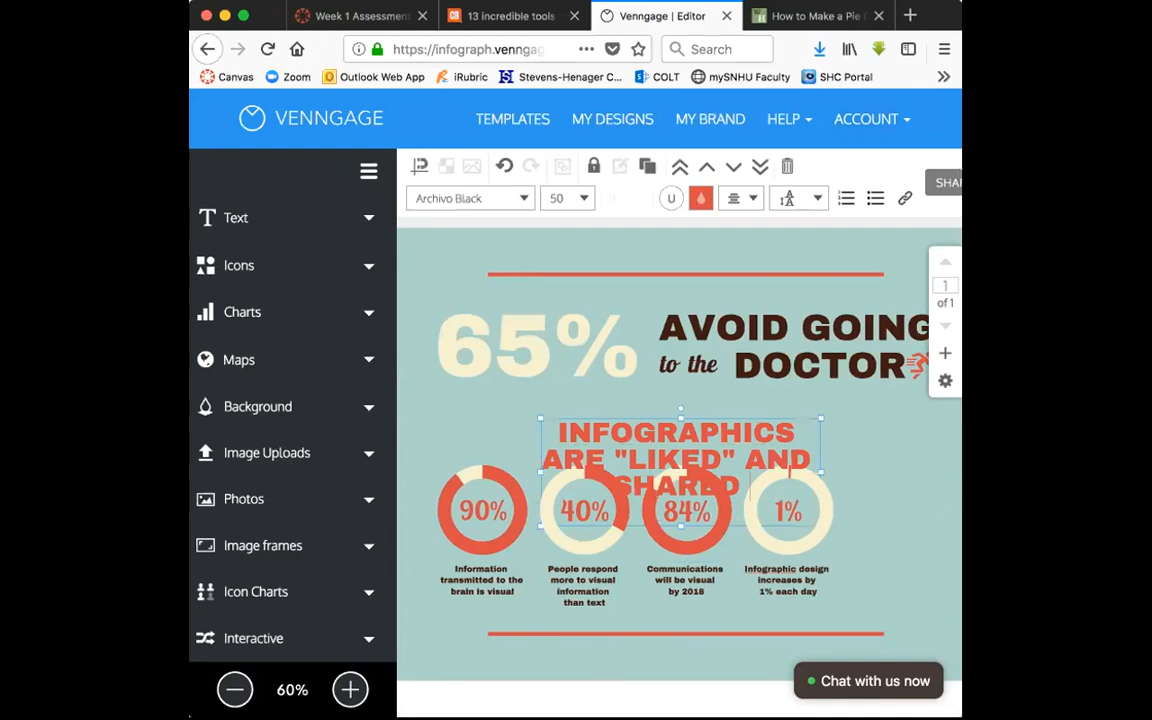 Week 1 Assessment
13 incredible tools
Venngage | Editor
How to Make a Pie
https://infograph.venngag
Search
Canvas
Zoom
Outlook Web App
iRubric
Stevens-Henager C...
COLT
mySNHU Faculty
SHC Portal
VENNGAGE
TEMPLATES
MY DESIGNS
MY BRAND
HELP
ACCOUNT
SHA
Archivo Black
50
0
U
A
Text
Icons
Charts
Maps
Background
Image Uploads
Photos
Image frames
Icon Charts
Interactive
60%
1
of 1
65%
AVOID GOING
to the DOCTOR
INFOGRAPHICS
ARE "LIKED" AND
SHARED
90%
40%
84%
1%
Information
transmitted to the
brain is visual
People respond
more to visual
information
than text
Communications
will be visual
by 2018
Infographic design
increases by
1% each day
Chat with us now